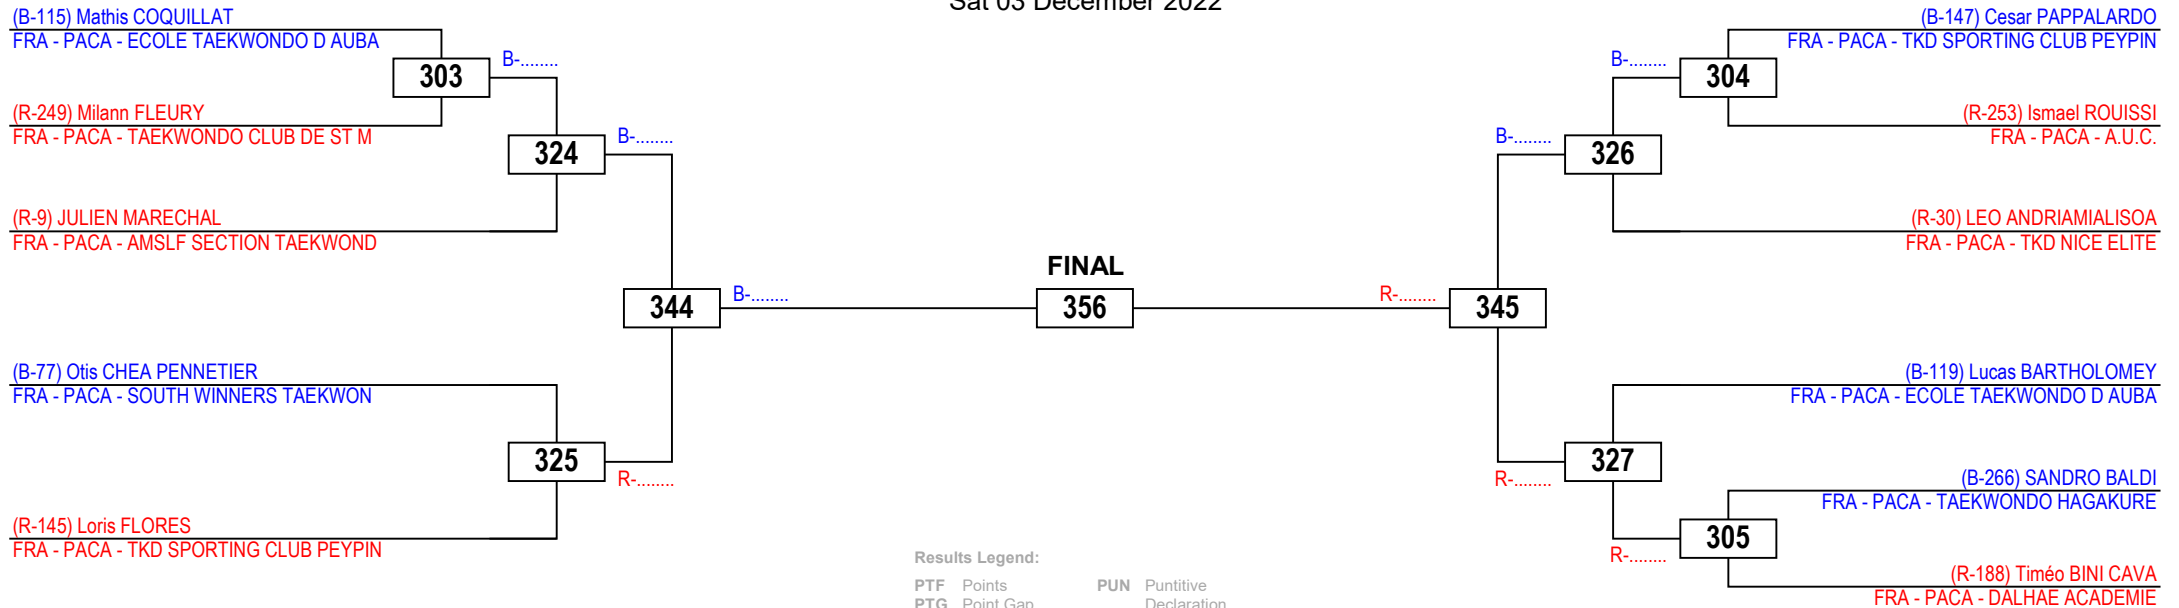 Sat 03 December 2022
(B-115) Mathis COQUILLAT
FRA - PACA - ECOLE TAEKWONDO D AUBA
303
B-........
(R-249) Milann FLEURY
FRA - PACA - TAEKWONDO CLUB DE ST M
324
B-........
(R-9) JULIEN MARECHAL
FRA - PACA - AMSLF SECTION TAEKWOND
344
B-........
(B-77) Otis CHEA PENNETIER
FRA - PACA - SOUTH WINNERS TAEKWON
325
R-........
(R-145) Loris FLORES
FRA - PACA - TKD SPORTING CLUB PEYPIN
FINAL
356
(B-147) Cesar PAPPALARDO
FRA - PACA - TKD SPORTING CLUB PEYPIN
B-........
304
(R-253) Ismael ROUISSI
FRA - PACA - A.U.C.
B-........
326
(R-30) LEO ANDRIAMIALISOA
FRA - PACA - TKD NICE ELITE
R-........
345
(B-119) Lucas BARTHOLOMEY
FRA - PACA - ECOLE TAEKWONDO D AUBA
327
R-........
(B-266) SANDRO BALDI
FRA - PACA - TAEKWONDO HAGAKURE
305
R-........
(R-188) Timéo BINI CAVA
FRA - PACA - DALHAE ACADEMIE
Results Legend:
PTF Points PUN Puntitive
PTG Point Gap Declaration